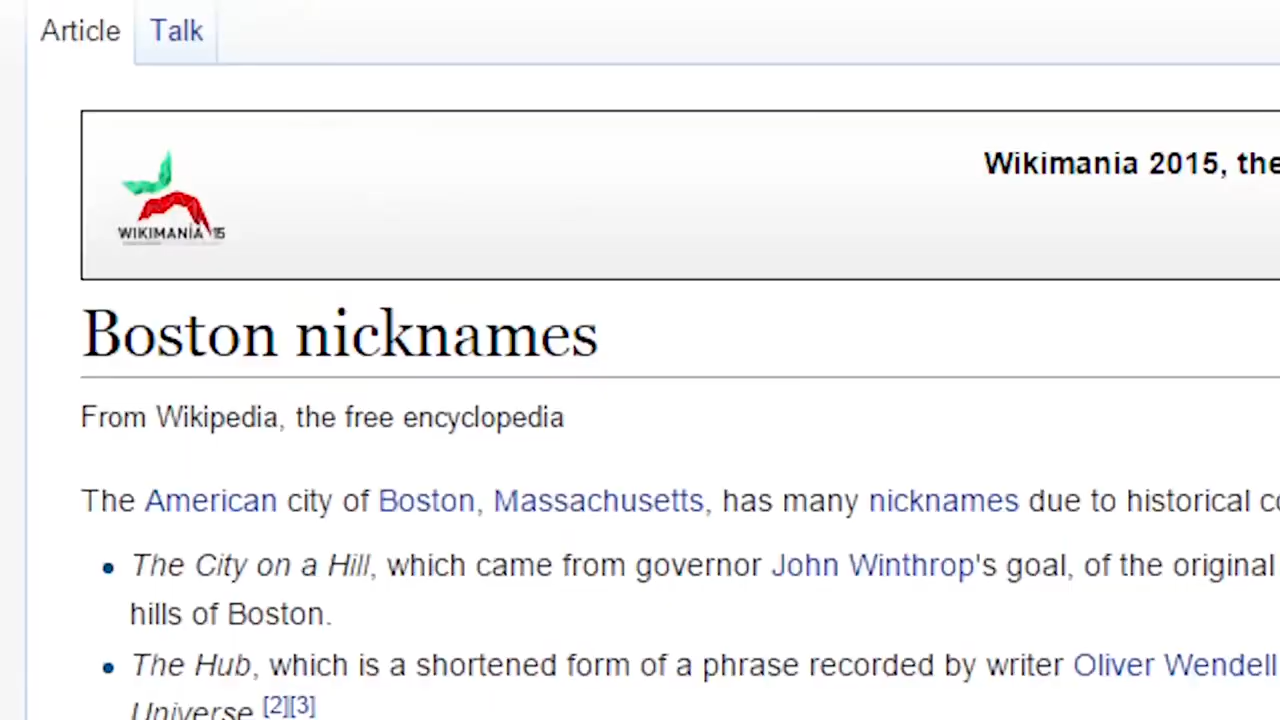 Article Talk
Wikimania 2015, the
WIKIMANIA 15
Boston nicknames
From Wikipedia, the free encyclopedia
The American city of Boston, Massachusetts, has many nicknames due to historical
The City on a Hill, which came from governor John Winthrop's goal, of the original
hills of Boston.
The Hub, which is a shortened form of a phrase recorded by writer Oliver Wendell
Universe.[2][3]